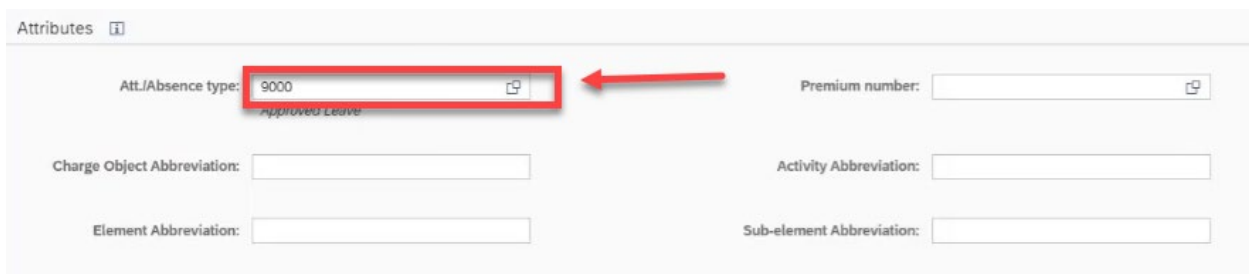 Attributes
Att./Absence type: 9000 Premium number:
Approved Leave
Charge Object Abbreviation: Activity Abbreviation:
Element Abbreviation: Sub-element Abbreviation: